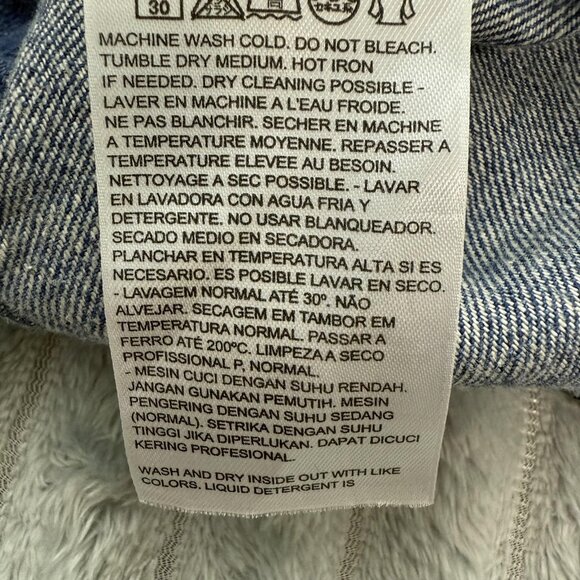 30
MACHINE WASH COLD. DO NOT BLEACH.
TUMBLE DRY MEDIUM. HOT IRON
IF NEEDED. DRY CLEANING POSSIBLE -
LAVER EN MACHINE A L'EAU FROIDE.
NE PAS BLANCHIR. SECHER EN MACHINE
A TEMPERATURE MOYENNE. REPASSER A
TEMPERATURE ELEVEE AU BESOIN.
NETTOYAGE A SEC POSSIBLE. - LAVAR
EN LAVADORA CON AGUA FRIA Y
DETERGENTE. NO USAR BLANQUEADOR.
SECADO MEDIO EN SECADORA.
PLANCHAR EN TEMPERATURA ALTA SI ES
NECESARIO. ES POSIBLE LAVAR EN SECO.
- LAVAGEM NORMAL ATÉ 30º. NÃO
ALVEJAR. SECAGEM EM TAMBOR EM
TEMPERATURA NORMAL. PASSAR A
FERRO ATÉ 200ºC. LIMPEZA A SECO
PROFISSIONAL P, NORMAL.
- MESIN CUCI DENGAN SUHU RENDAH.
JANGAN GUNAKAN PEMUTIH. MESIN
PENGERING DENGAN SUHU SEDANG
(NORMAL). SETRIKA DENGAN SUHU
TINGGI JIKA DIPERLUKAN. DAPAT DICUCI
KERING PROFESIONAL.
WASH AND DRY INSIDE OUT WITH LIKE
COLORS. LIQUID DETERGENT IS